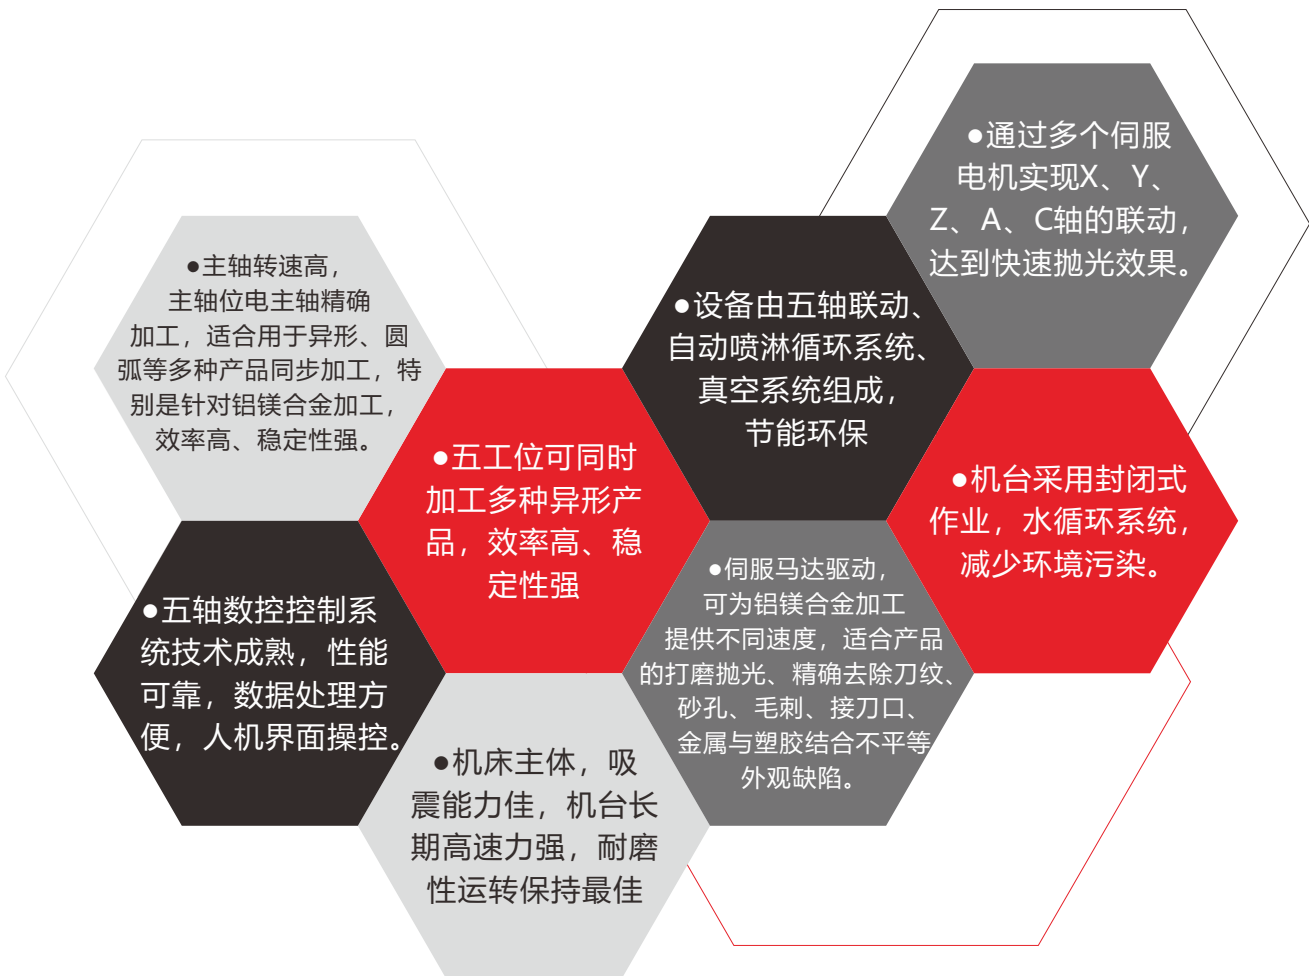 ●主轴转速高，
主轴位电主轴精确
加工，适合用于异形、圆
弧等多种产品同步加工，特
别是针对铝镁合金加工，
效率高、稳定性强。
●五轴数控控制系
统技术成熟，性能
可靠，数据处理方
便，人机界面操控。
●五工位可同时
加工多种异形产
品，效率高、稳
定性强
●机床主体，吸
震能力佳，机台长
期高速力强，耐磨
性运转保持最佳
●设备由五轴联动、
自动喷淋循环系统、
真空系统组成，
节能环保
●伺服马达驱动，
可为铝镁合金加工
提供不同速度，适合产品
的打磨抛光、精确去除刀纹、
砂孔、毛刺、接刀口、
金属与塑胶结合不平等
外观缺陷。
●通过多个伺服
电机实现X、Y、
Z、A、C轴的联动，
达到快速抛光效果。
●机台采用封闭式
作业，水循环系统，
减少环境污染。